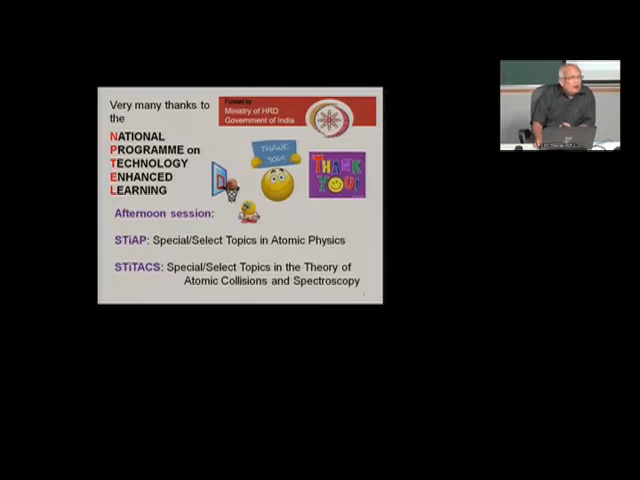 Very many thanks to
the
NATIONAL
PROGRAMME on
TECHNOLOGY
ENHANCED
LEARNING
Funded by
Ministry of HRD
Government of India
THANK
YOU!
THANK
YOU!
Afternoon session:
STiAP: Special/Select Topics in Atomic Physics
STiTACS: Special/Select Topics in the Theory of
Atomic Collisions and Spectroscopy